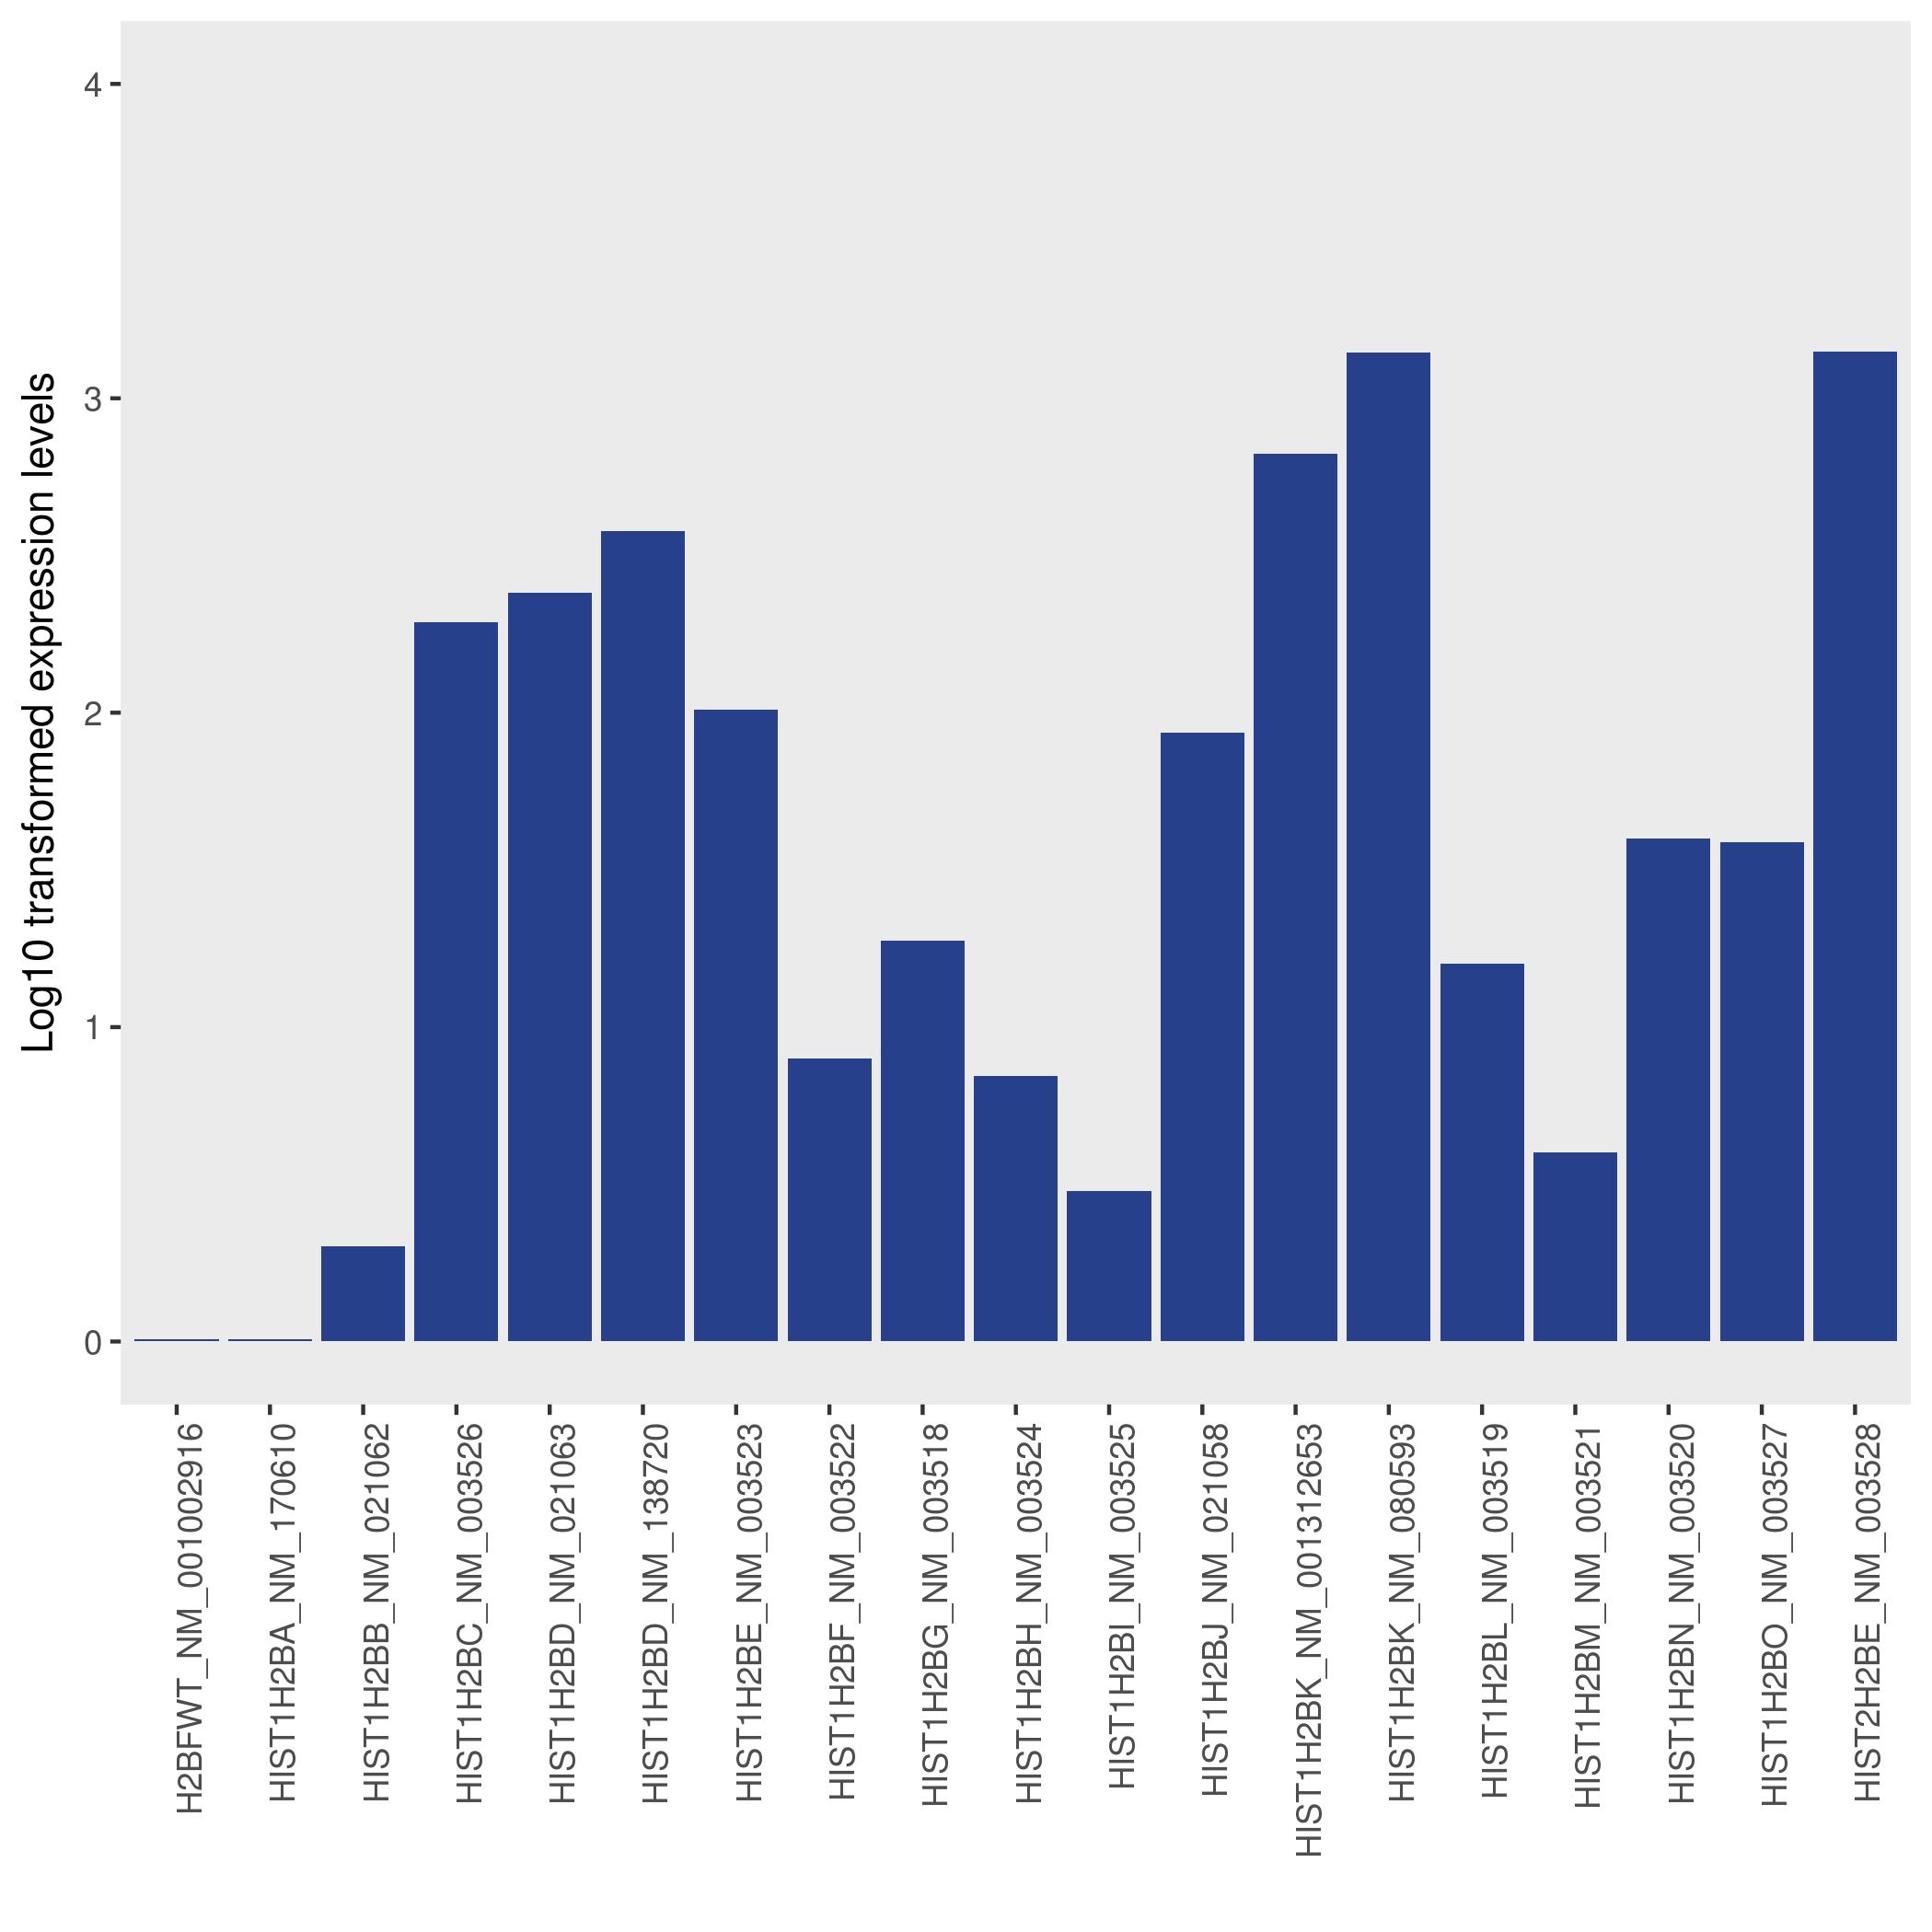 Log10 transformed expression levels
4
3
2
1
0
H2BFWT_NM_001002916
HIST1H2BA_NM_170610
HIST1H2BB_NM_021062
HIST1H2BC_NM_003526
HIST1H2BD_NM_021063
HIST1H2BD_NM_138720
HIST1H2BE_NM_003523
HIST1H2BF_NM_003522
HIST1H2BG_NM_003518
HIST1H2BH_NM_003524
HIST1H2BI_NM_003525
HIST1H2BJ_NM_021058
HIST1H2BK_NM_001312653
HIST1H2BK_NM_080593
HIST1H2BL_NM_003519
HIST1H2BM_NM_003521
HIST1H2BN_NM_003520
HIST1H2BO_NM_003527
HIST2H2BE_NM_003528